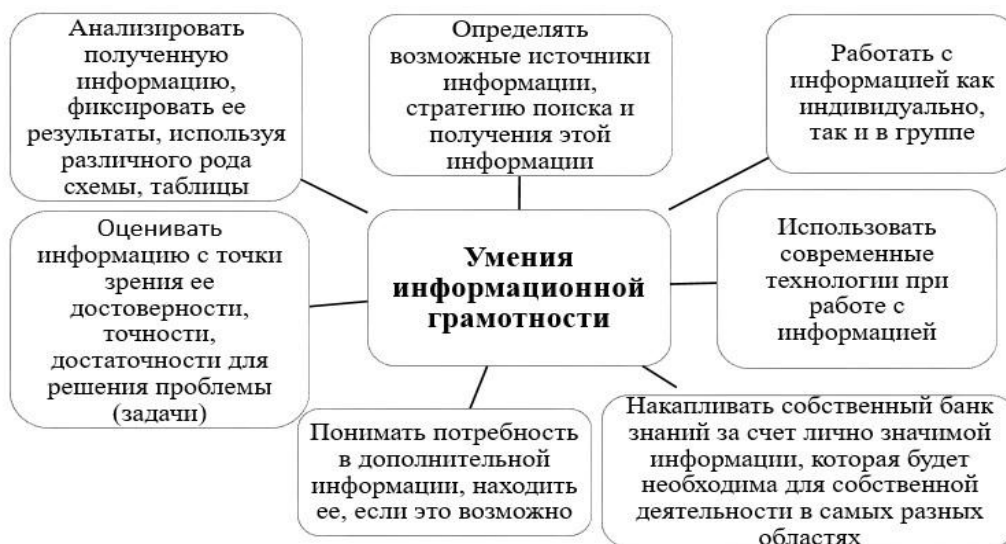 Анализировать
полученную
информацию,
фиксировать ее
результаты, используя
различного рода
схемы, таблицы
Определять
возможные источники
информации,
стратегию поиска и
получения этой
информации
Работать с
информацией как
индивидуально,
так и в группе
Оценивать
информацию с точки
зрения ее
достоверности,
точности,
достаточности для
решения проблемы
(задачи)
Умения
информационной
грамотности
Использовать
современные
технологии при
работе с
информацией
Понимать потребность
в дополнительной
информации, находить
ее, если это возможно
Накапливать собственный банк
знаний за счет лично значимой
информации, которая будет
необходима для собственной
деятельности в самых разных
областях